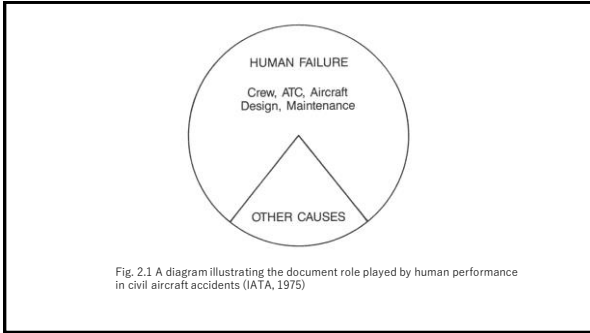 HUMAN FAILURE
Crew, ATC, Aircraft
Design, Maintenance
OTHER CAUSES
Fig. 2.1 A diagram illustrating the document role played by human performance
in civil aircraft accidents (IATA, 1975)